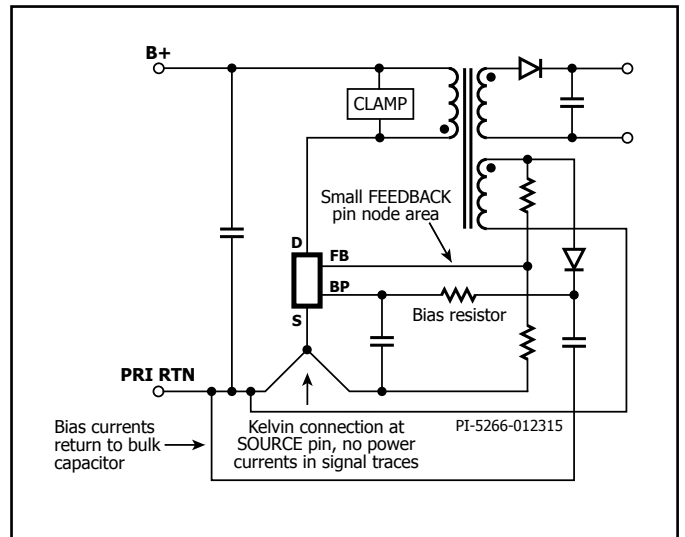 B+
CLAMP
Small FEEDBACK
pin node area
D
FB
BP
S
Bias resistor
PRI RTN
Bias currents
return to bulk
capacitor
Kelvin connection at
SOURCE pin, no power
currents in signal traces
PI-5266-012315